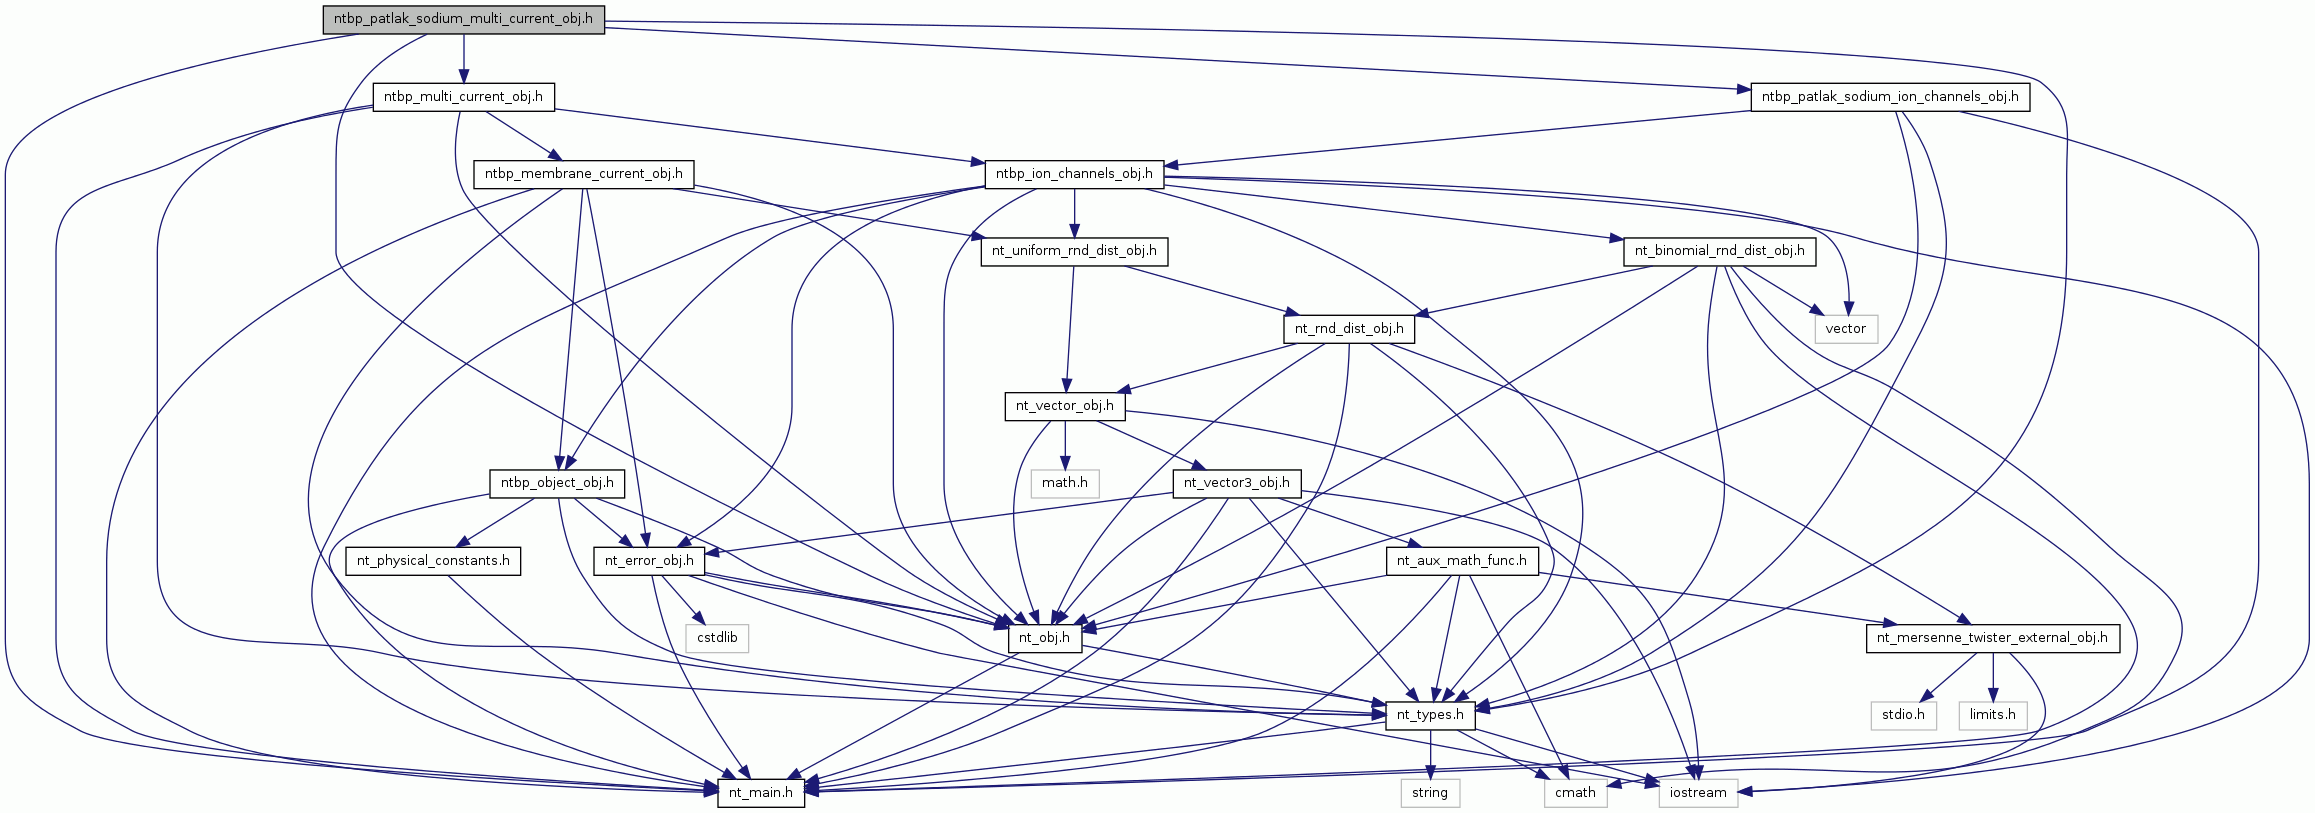 ntbp_patlak_sodium_multi_current_obj.h
ntbp_multi_current_obj.h
ntbp_patlak_sodium_ion_channels_obj.h
ntbp_membrane_current_obj.h
ntbp_ion_channels_obj.h
nt_uniform_rnd_dist_obj.h
nt_binomial_rnd_dist_obj.h
nt_rnd_dist_obj.h
vector
nt_vector_obj.h
ntbp_object_obj.h
math.h
nt_vector3_obj.h
nt_physical_constants.h
nt_error_obj.h
nt_aux_math_func.h
cstdlib
nt_obj.h
nt_mersenne_twister_external_obj.h
nt_types.h
stdio.h
limits.h
nt_main.h
string
cmath
iostream